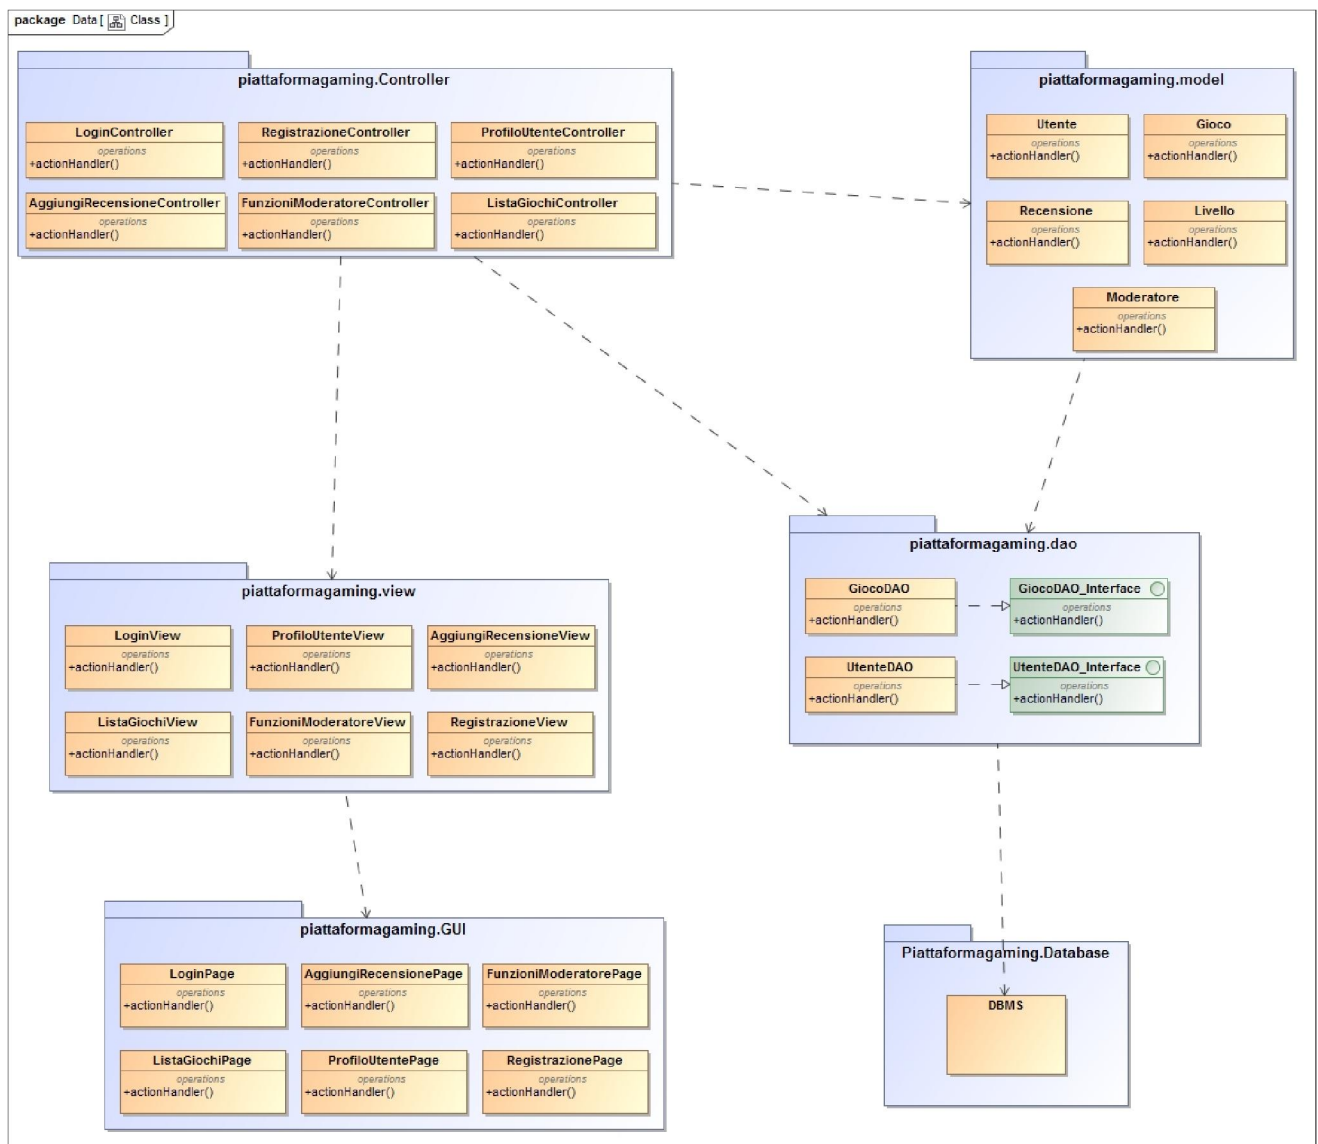 package Data [ Class ]
piattaformagaming.Controller
LoginController
operations
+actionHandler()
RegistrazioneController
operations
+actionHandler()
ProfiloUtenteController
operations
+actionHandler()
AggiungiRecensioneController
operations
+actionHandler()
FunzioniModeratoreController
operations
+actionHandler()
ListaGiochiController
operations
+actionHandler()
piattaformagaming.model
Utente
operations
+actionHandler()
Gioco
operations
+actionHandler()
Recensione
operations
+actionHandler()
Livello
operations
+actionHandler()
Moderatore
operations
+actionHandler()
piattaformagaming.dao
GiocoDAO
operations
+actionHandler()
GiocoDAO_Interface
operations
+actionHandler()
UtenteDAO
operations
+actionHandler()
UtenteDAO_Interface
operations
+actionHandler()
piattaformagaming.view
LoginView
operations
+actionHandler()
ProfiloUtenteView
operations
+actionHandler()
AggiungiRecensioneView
operations
+actionHandler()
ListaGiochiView
operations
+actionHandler()
FunzioniModeratoreView
operations
+actionHandler()
RegistrazioneView
operations
+actionHandler()
piattaformagaming.GUI
LoginPage
operations
+actionHandler()
AggiungiRecensionePage
operations
+actionHandler()
FunzioniModeratorePage
operations
+actionHandler()
ListaGiochiPage
operations
+actionHandler()
ProfiloUtentePage
operations
+actionHandler()
RegistrazionePage
operations
+actionHandler()
Piattaformagaming.Database
DBMS